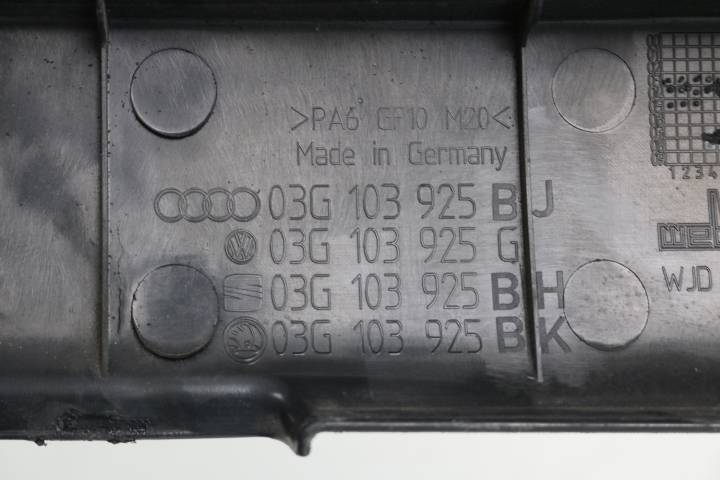 >PA6 GF10 M20<
Made in Germany
03G 103 925 BJ
03G 103 925 G
03G 103 925 BH
03G 103 925 BK
1234
WJD